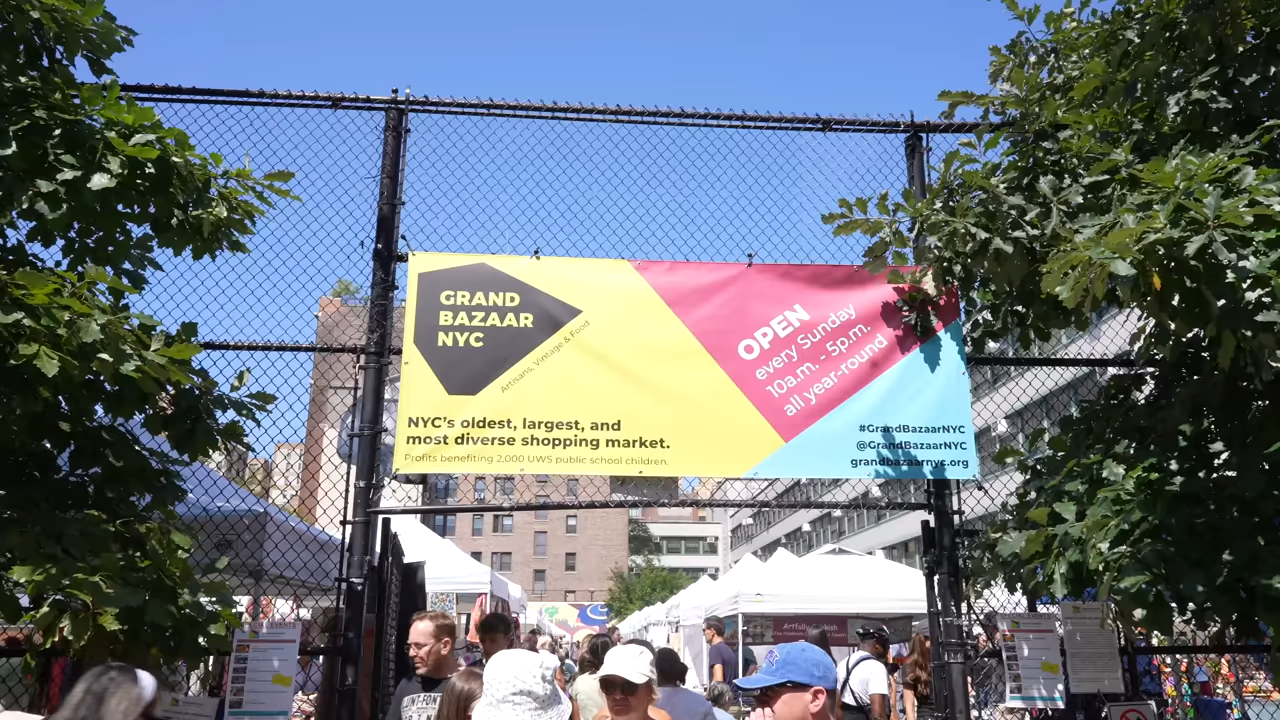 GRAND
BAZAAR
NYC
Artisans, Vintage & Food
NYC's oldest, largest, and
most diverse shopping market.
Profits benefiting 2,000 UWS public school children.
OPEN
every Sunday
10a.m. - 5p.m.
all year-round
#GrandBazaarNYC
@GrandBazaarNYC
grandbazaarnyc.org
EVENTS